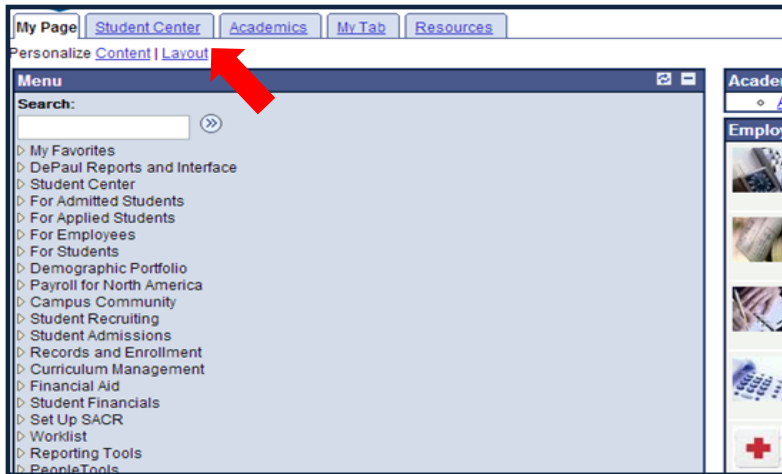 My Page Student Center Academics My Tab Resources
Personalize Content | Layout
Menu
Search:
My Favorites
DePaul Reports and Interface
Student Center
For Admitted Students
For Applied Students
For Employees
For Students
Demographic Portfolio
Payroll for North America
Campus Community
Student Recruiting
Student Admissions
Records and Enrollment
Curriculum Management
Financial Aid
Student Financials
Set Up SACR
Worklist
Reporting Tools
PeopleTools
Acade
Employ